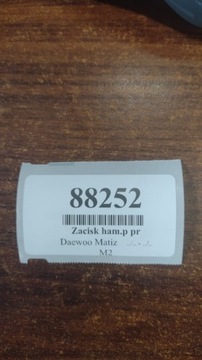 88252
Zacisk ham.p pr
Daewoo Matiz
M2